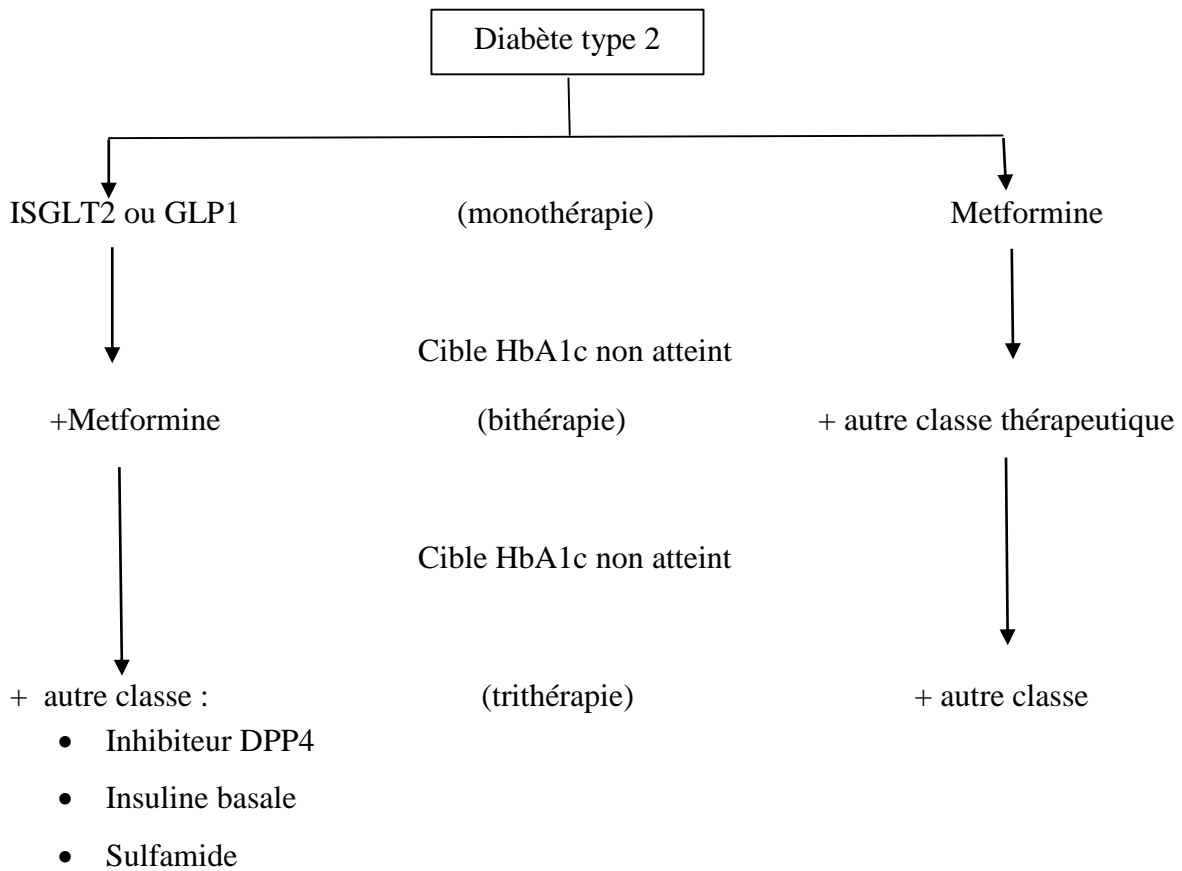 Diabète type 2
ISGLT2 ou GLP1 (monothérapie) Metformine
Cible HbA1c non atteint
+Metformine (bithérapie) + autre classe thérapeutique
Cible HbA1c non atteint
+ autre classe : (trithérapie) + autre classe
• Inhibiteur DPP4
• Insuline basale
• Sulfamide